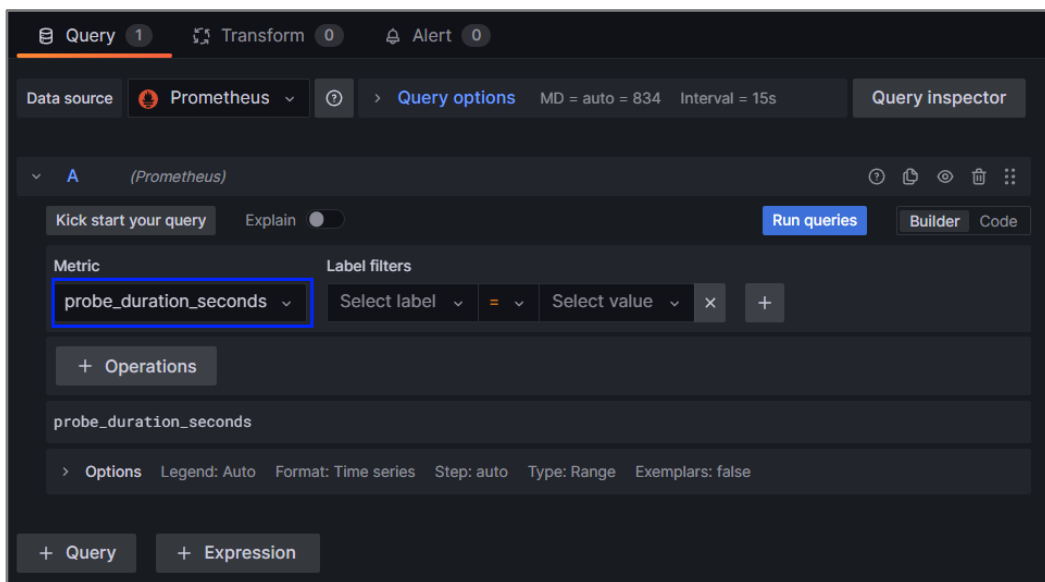 Query 1 Transform 0 Alert 0
Data source Prometheus Query options MD = auto = 834 Interval = 15s Query inspector
A (Prometheus)
Kick start your query Explain Run queries Builder Code
Metric Label filters
probe_duration_seconds Select label = Select value
+ Operations
probe_duration_seconds
Options Legend: Auto Format: Time series Step: auto Type: Range Exemplars: false
+ Query + Expression